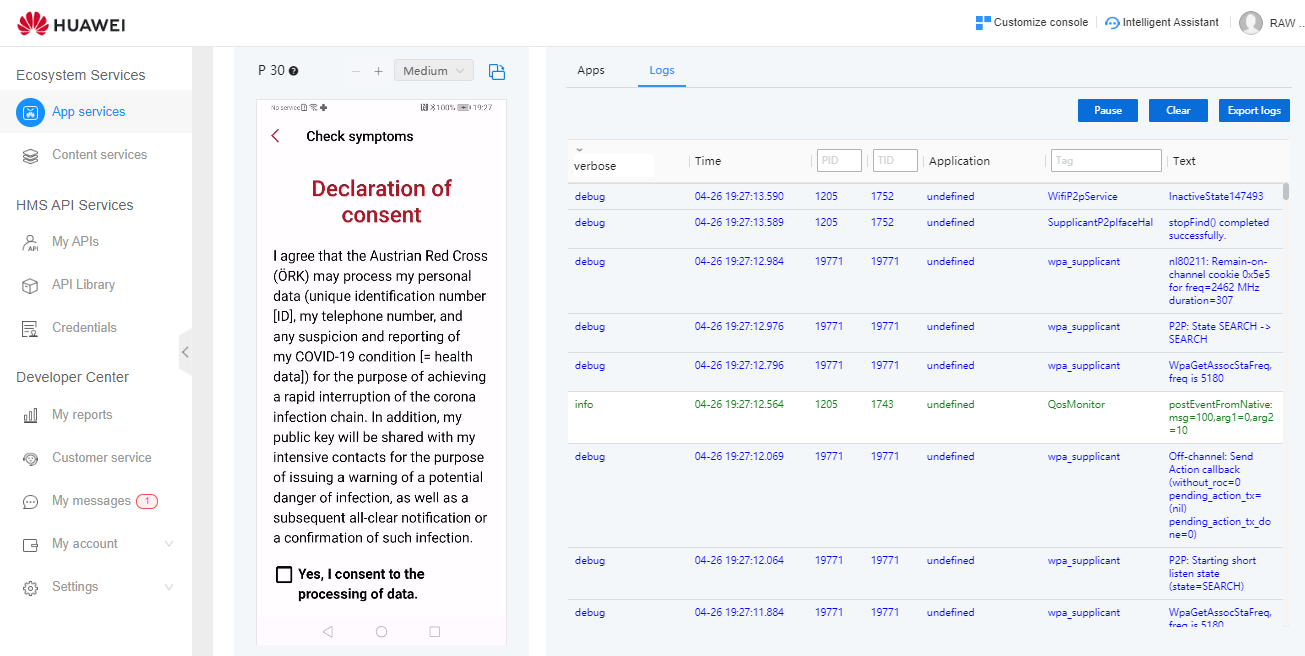 HUAWEI
Customize console
Intelligent Assistant
RAW ..
Ecosystem Services
App services
Content services
HMS API Services
My APIs
API Library
Credentials
Developer Center
My reports
Customer service
My messages 1
My account
Settings
P 30 ?
− + Medium
No service 100% 19:27
Check symptoms
Declaration of
consent
I agree that the Austrian Red Cross
(ÖRK) may process my personal
data (unique identification number
[ID], my telephone number, and
any suspicion and reporting of
my COVID-19 condition [= health
data]) for the purpose of achieving
a rapid interruption of the corona
infection chain. In addition, my
public key will be shared with my
intensive contacts for the purpose
of issuing a warning of a potential
danger of infection, as well as a
subsequent all-clear notification or
a confirmation of such infection.
Yes, I consent to the
processing of data.
Apps Logs
Pause Clear Export logs
verbose Time PID TID Application Tag Text
debug 04-26 19:27:13.590 1205 1752 undefined WifiP2pService InactiveState147493
debug 04-26 19:27:13.589 1205 1752 undefined SupplicantP2pIfaceHal stopFind() completed
successfully.
debug 04-26 19:27:12.984 19771 19771 undefined wpa_supplicant nl80211: Remain-on-
channel cookie 0x5e5
for freq=2462 MHz
duration=307
debug 04-26 19:27:12.976 19771 19771 undefined wpa_supplicant P2P: State SEARCH ->
SEARCH
debug 04-26 19:27:12.796 19771 19771 undefined wpa_supplicant WpaGetAssocStaFreq,
freq is 5180
info 04-26 19:27:12.564 1205 1743 undefined QosMonitor postEventFromNative:
msg=100,arg1=0,arg2
=10
debug 04-26 19:27:12.069 19771 19771 undefined wpa_supplicant Off-channel: Send
Action callback
(without_roc=0
pending_action_tx=
(nil)
pending_action_tx_do
ne=0)
debug 04-26 19:27:12.064 19771 19771 undefined wpa_supplicant P2P: Starting short
listen state
(state=SEARCH)
debug 04-26 19:27:11.884 19771 19771 undefined wpa_supplicant WpaGetAssocStaFreq,
freq is 5180